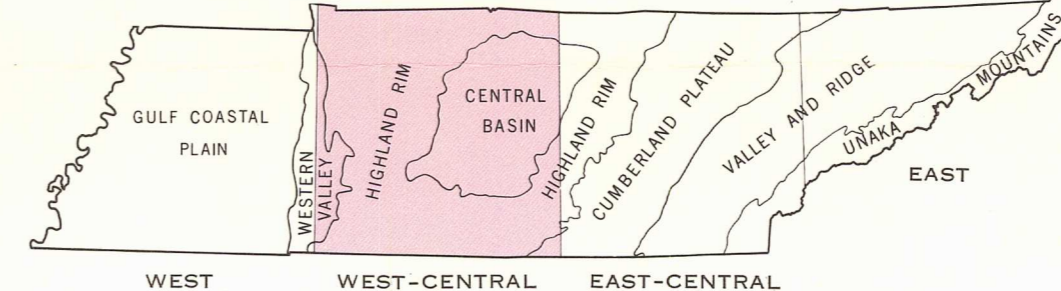 GULF COASTAL
PLAIN
WESTERN
VALLEY
HIGHLAND RIM
CENTRAL
BASIN
HIGHLAND RIM
CUMBERLAND PLATEAU
VALLEY AND RIDGE
UNAKA
MOUNTAINS
EAST
WEST
WEST-CENTRAL
EAST-CENTRAL